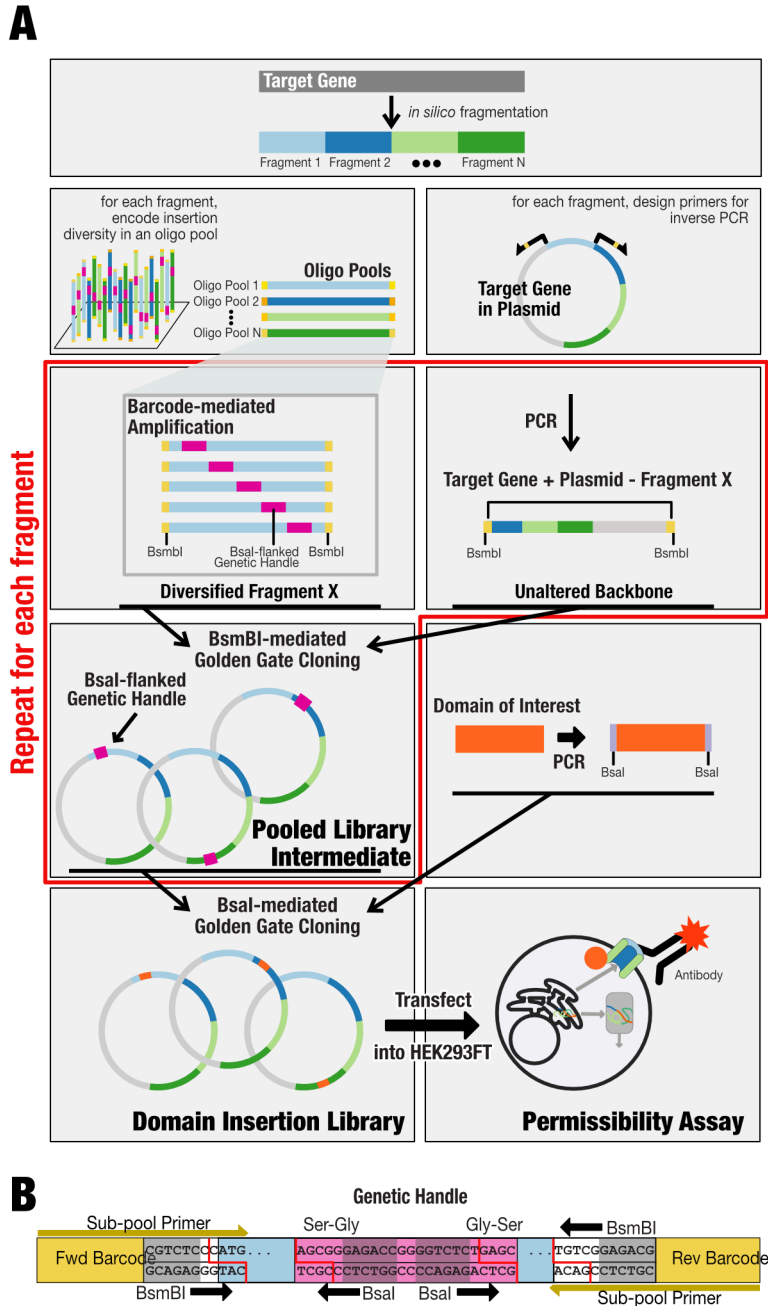 A
Target Gene
in silico fragmentation
Fragment 1 Fragment 2 ●●● Fragment N
for each fragment,
encode insertion
diversity in an oligo pool
Oligo Pools
Oligo Pool 1
Oligo Pool 2
Oligo Pool N
for each fragment, design primers for
inverse PCR
Target Gene
in Plasmid
Repeat for each fragment
Barcode-mediated
Amplification
BsmbI
BsaI-flanked
Genetic Handle
BsmbI
Diversified Fragment X
PCR
Target Gene + Plasmid - Fragment X
BsmbI
BsmbI
Unaltered Backbone
BsmBI-mediated
Golden Gate Cloning
BsaI-flanked
Genetic Handle
Pooled Library
Intermediate
Domain of Interest
PCR
BsaI
BsaI
BsaI-mediated
Golden Gate Cloning
Transfect
into HEK293FT
Domain Insertion Library
Antibody
Permissibility Assay
B
Genetic Handle
Sub-pool Primer
Ser-Gly
Gly-Ser
BsmBI
Fwd Barcode
CGTCTCCCATG...
AGCGGGAGACCGGGGTCTCTGAGC
...TGTCGGAGACG
Rev Barcode
GCAGAGGGTAC
TCGCCCTCTGGCCCCAGAGACTCG
ACAGCCTCTGC
BsmBI
BsaI
BsaI
Sub-pool Primer